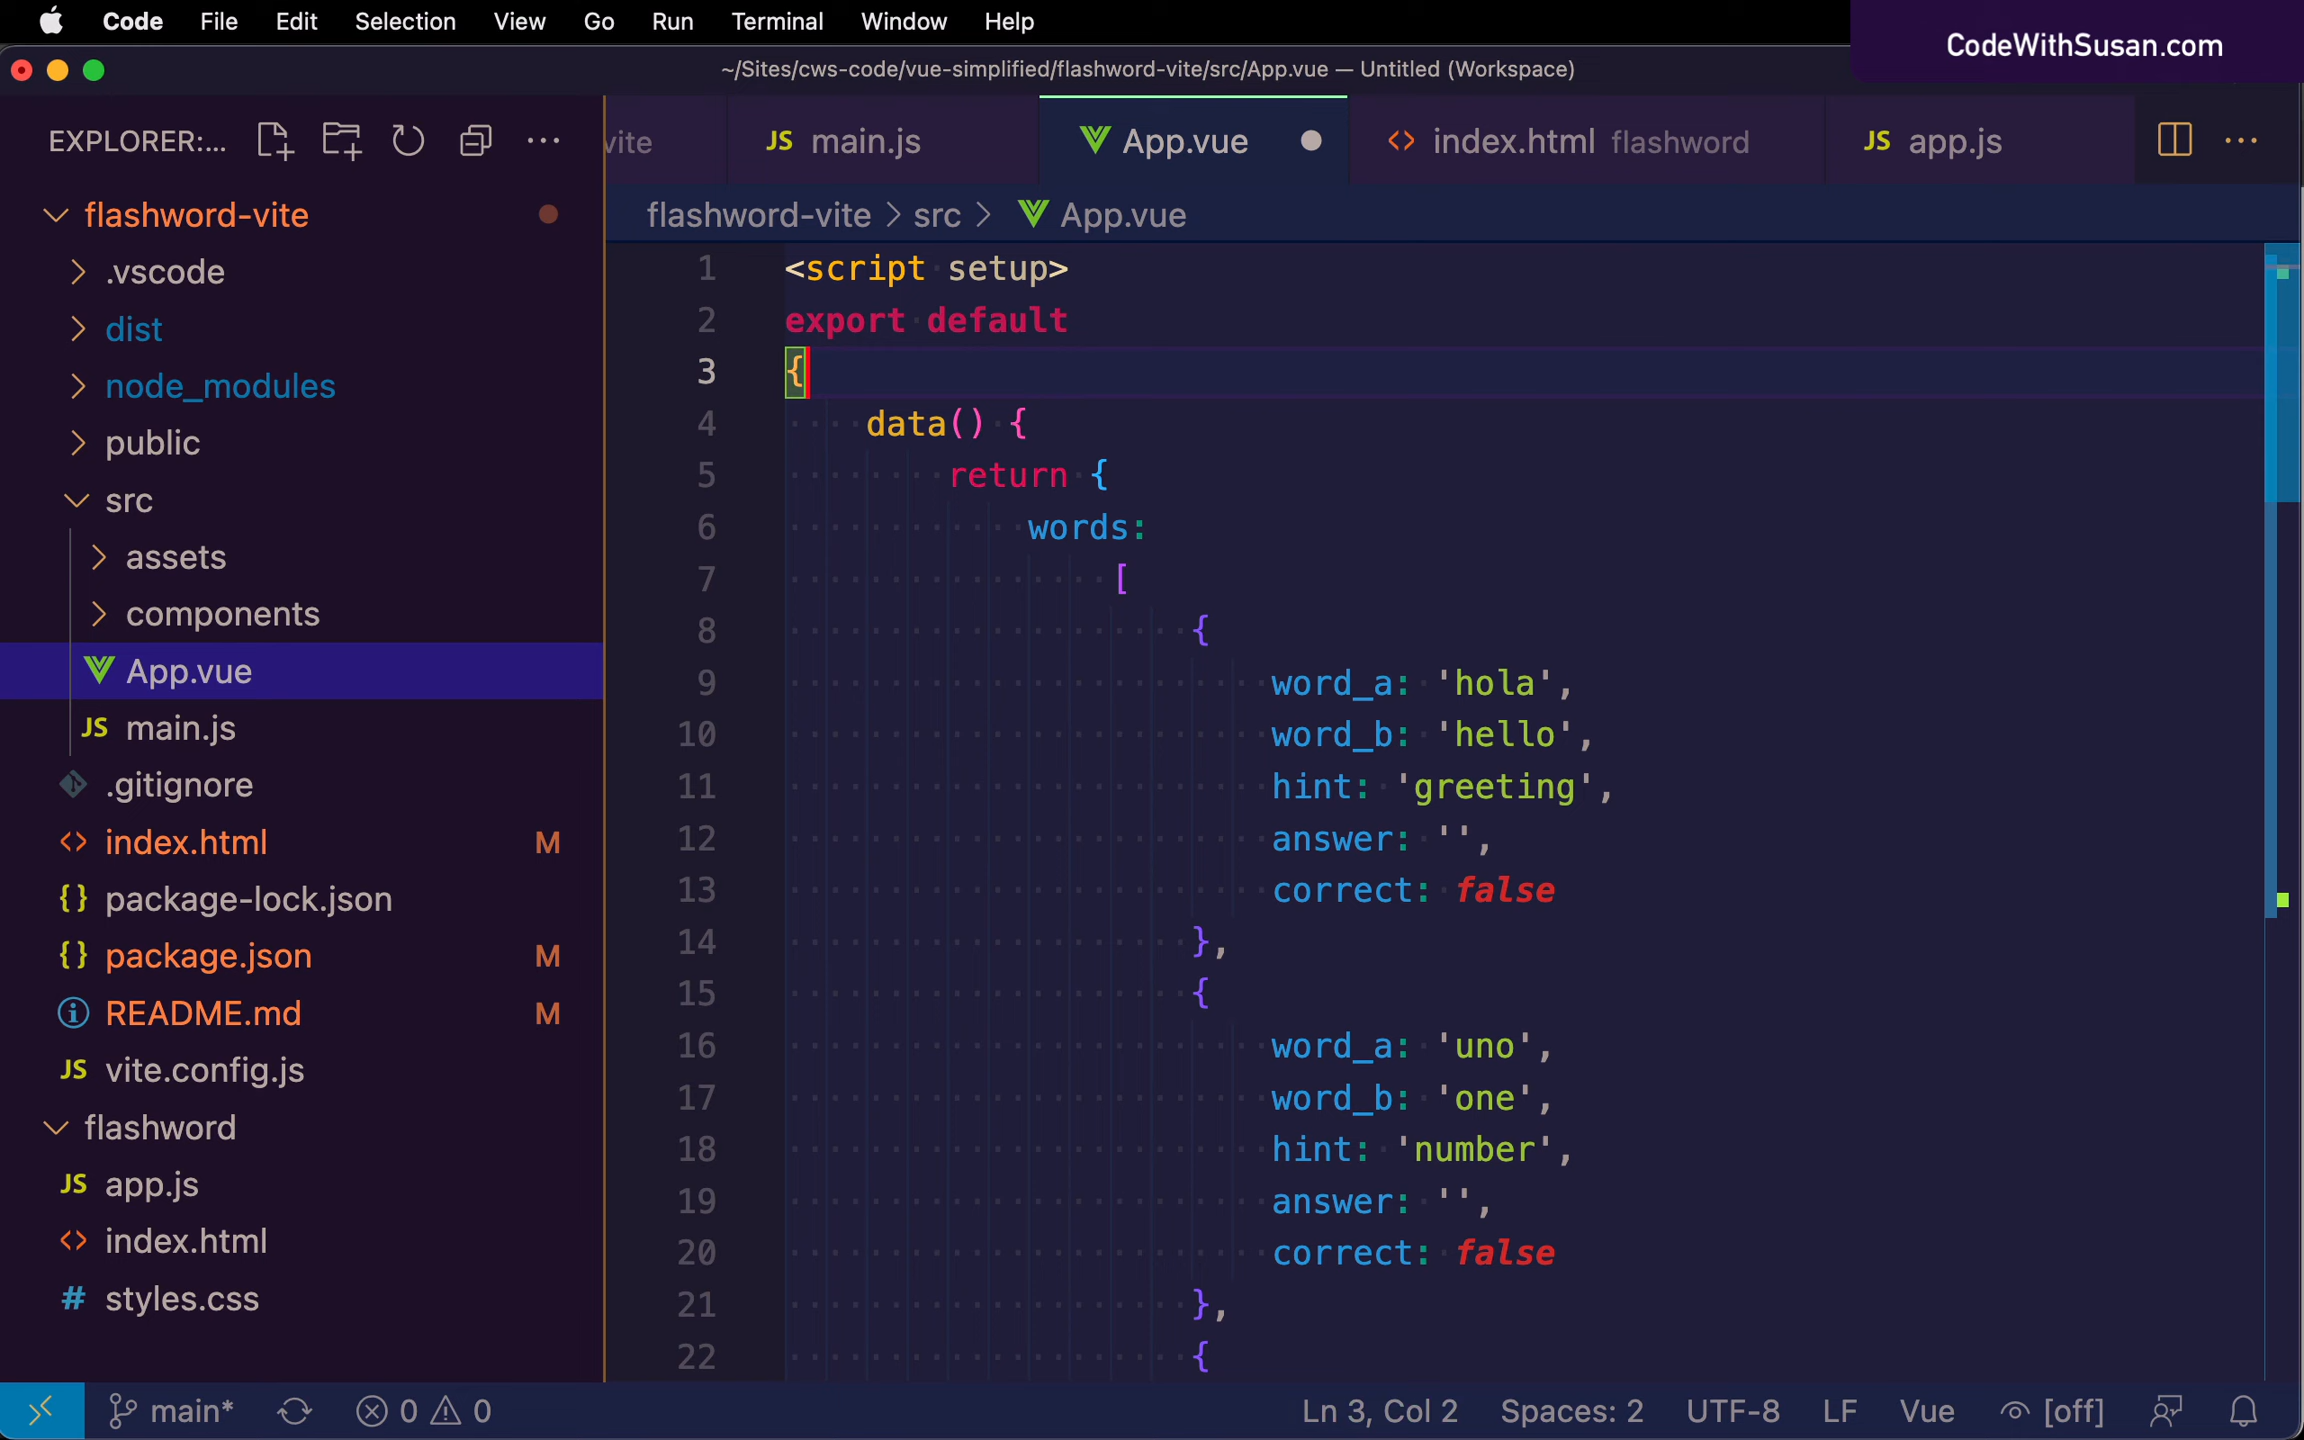 Code File Edit Selection View Go Run Terminal Window Help
CodeWithSusan.com
~/Sites/cws-code/vue-simplified/flashword-vite/src/App.vue — Untitled (Workspace)
EXPLORER:...
vite
JS main.js
App.vue
<> index.html flashword
JS app.js
flashword-vite > src > App.vue
flashword-vite
.vscode
dist
node_modules
public
src
assets
components
App.vue
JS main.js
.gitignore
<> index.html M
{} package-lock.json
{} package.json M
README.md M
JS vite.config.js
flashword
JS app.js
<> index.html
# styles.css
1 <script setup>
2 export default
3 {
4 data() {
5 return {
6 words:
7 [
8 {
9 word_a: 'hola',
10 word_b: 'hello',
11 hint: 'greeting',
12 answer: '',
13 correct: false
14 },
15 {
16 word_a: 'uno',
17 word_b: 'one',
18 hint: 'number',
19 answer: '',
20 correct: false
21 },
22 {
main* 0 0
Ln 3, Col 2 Spaces: 2 UTF-8 LF Vue [off]